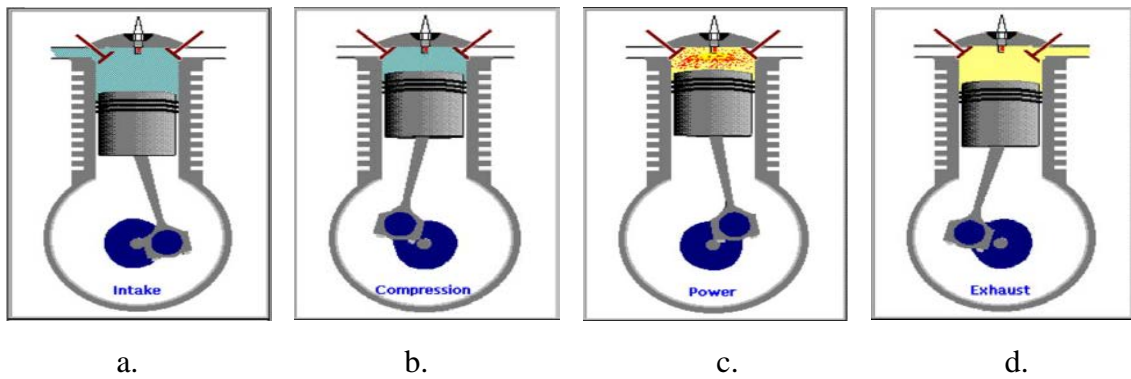 Intake
Compression
Power
Exhaust
a.
b.
c.
d.